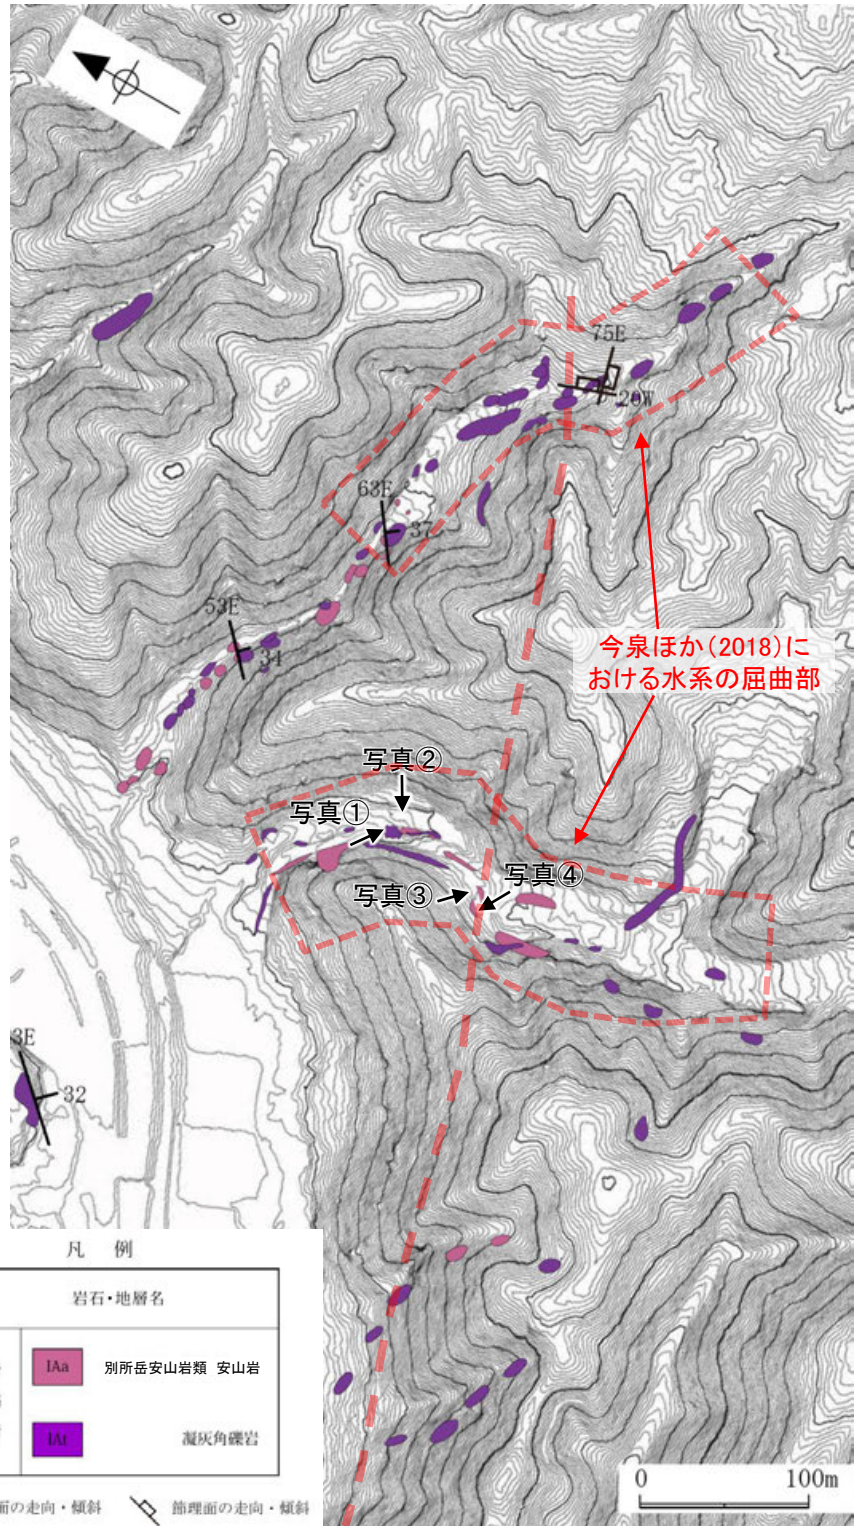 75E
20W
63E
37
53E
34
今泉ほか(2018)に
おける水系の屈曲部
写真②
写真①
写真④
写真③
3E
32
凡 例
岩石・地層名
IAa
別所岳安山岩類 安山岩
IAt
凝灰角礫岩
面の走向・傾斜
節理面の走向・傾斜
0
100m